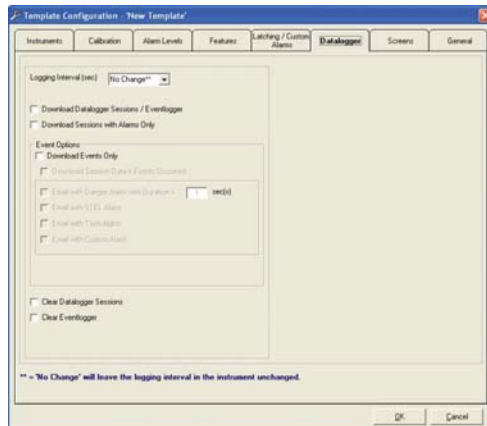 Template Configuration - 'New Template'
Instruments
Calibration
Alarm Levels
Features
Latching / Custom Alarms
Datalogger
Screens
General
Logging Interval (sec) No Change**
Download Datalogger Sessions / Eventlogger
Download Sessions with Alarms Only
Event Options
Download Events Only
Download Session Data if Events Occurred
Email with Danger Alarm with Duration > 1 sec(s)
Email with STEL Alarm
Email with TWA Alarm
Email with Custom Alarm
Clear Datalogger Sessions
Clear Eventlogger
** = 'No Change' will leave the logging interval in the instrument unchanged.
OK
Cancel